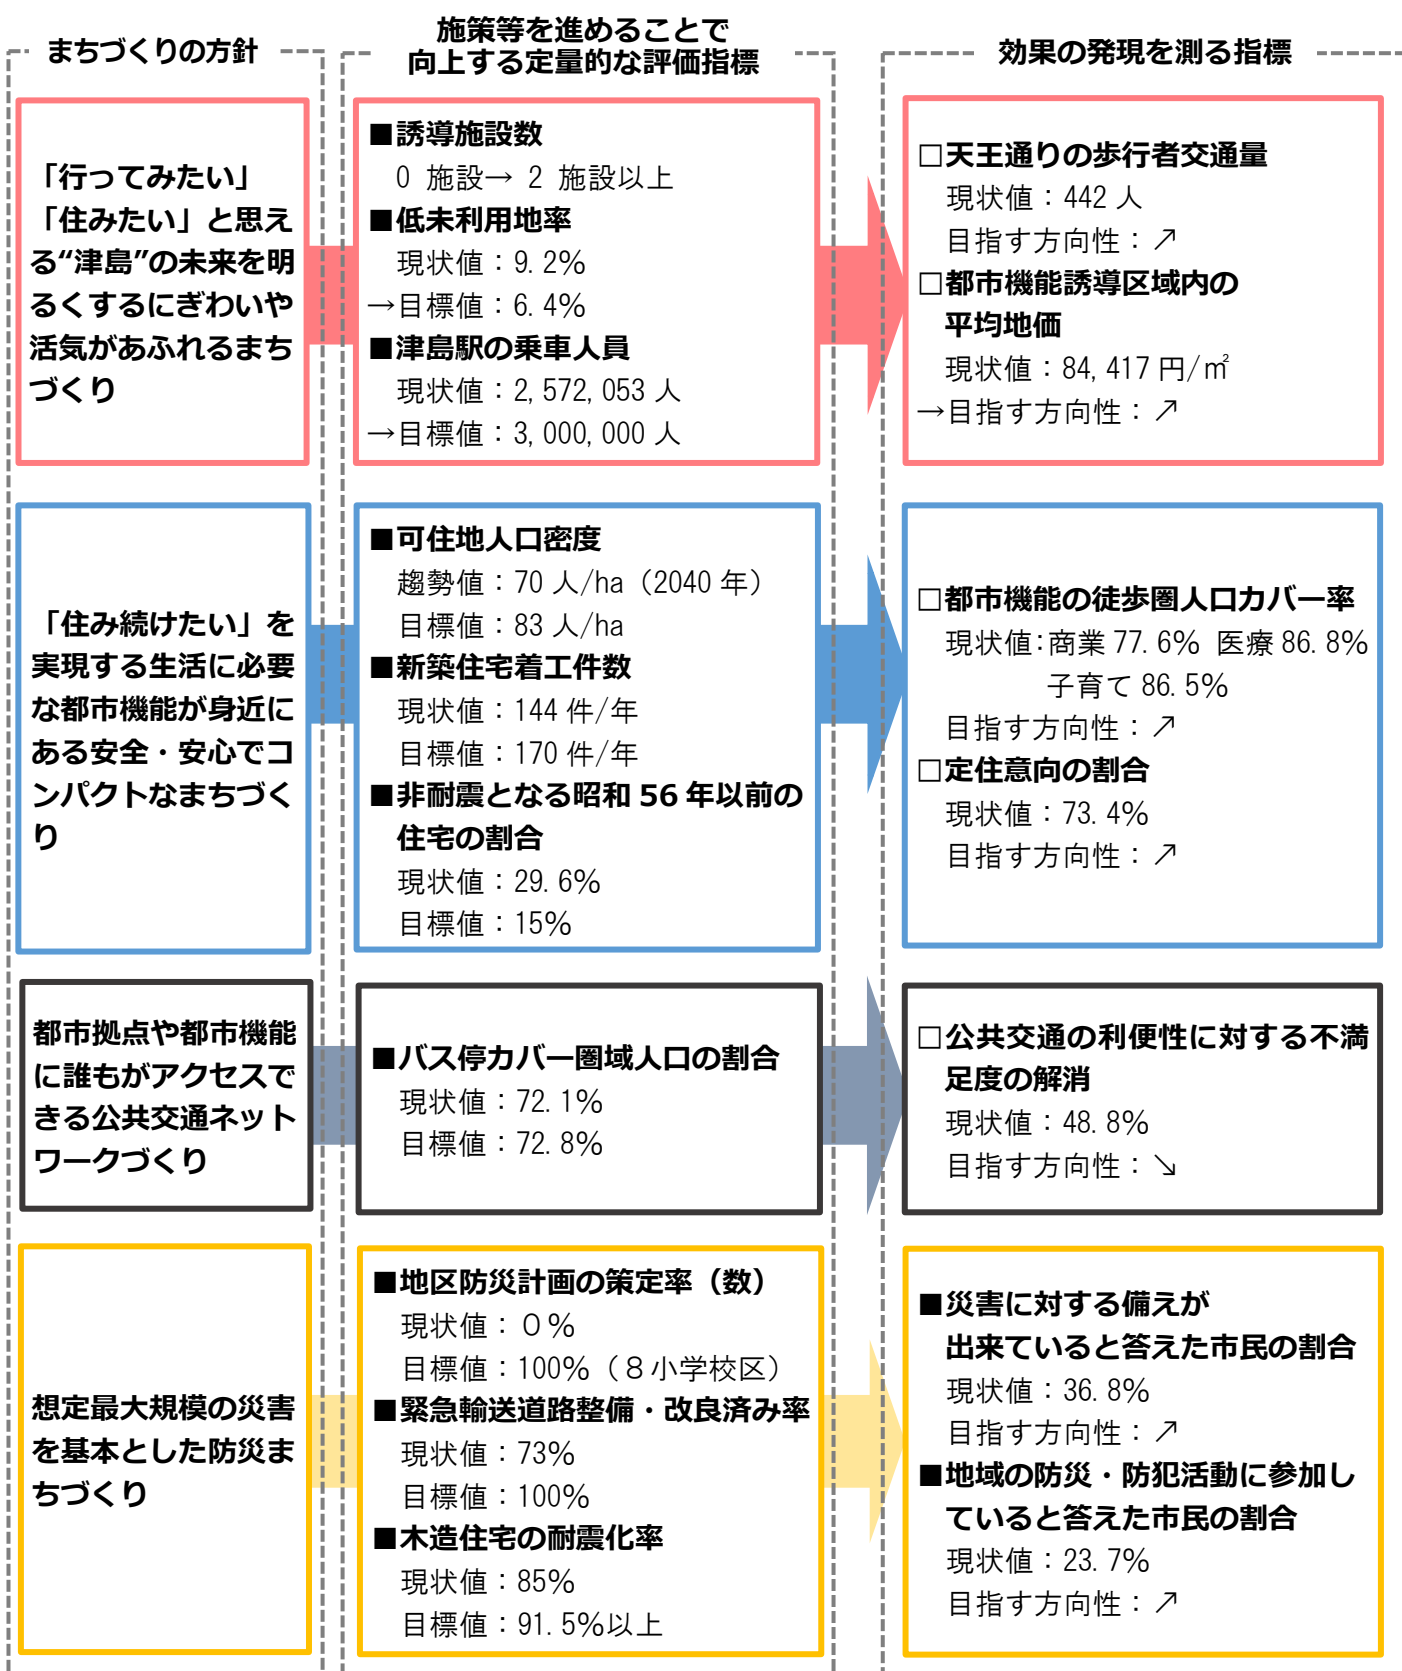 まちづくりの方針
施策等を進めることで
向上する定量的な評価指標
効果の発現を測る指標
「行ってみたい」
「住みたい」と思え
る“津島”の未来を明
るくするにぎわいや
活気があふれるまち
づくり
■誘導施設数
0 施設→ 2 施設以上
■低未利用地率
現状値：9.2％
→目標値：6.4％
■津島駅の乗車人員
現状値：2,572,053 人
→目標値：3,000,000 人
□天王通りの歩行者交通量
現状値：442 人
目指す方向性：↗
□都市機能誘導区域内の
平均地価
現状値：84,417 円/㎡
→目指す方向性：↗
「住み続けたい」を
実現する生活に必要
な都市機能が身近に
ある安全・安心でコ
ンパクトなまちづく
り
■可住地人口密度
趨勢値：70 人/ha（2040 年）
目標値：83 人/ha
■新築住宅着工件数
現状値：144 件/年
目標値：170 件/年
■非耐震となる昭和 56 年以前の
住宅の割合
現状値：29.6％
目標値：15％
□都市機能の徒歩圏人口カバー率
現状値：商業 77.6％ 医療 86.8％
子育て 86.5％
目指す方向性：↗
□定住意向の割合
現状値：73.4％
目指す方向性：↗
都市拠点や都市機能
に誰もがアクセスで
きる公共交通ネット
ワークづくり
■バス停カバー圏域人口の割合
現状値：72.1％
目標値：72.8％
□公共交通の利便性に対する不満
足度の解消
現状値：48.8％
目指す方向性：↘
想定最大規模の災害
を基本とした防災ま
ちづくり
■地区防災計画の策定率（数）
現状値：０％
目標値：100％（８小学校区）
■緊急輸送道路整備・改良済み率
現状値：73％
目標値：100％
■木造住宅の耐震化率
現状値：85％
目標値：91.5％以上
■災害に対する備えが
出来ていると答えた市民の割合
現状値：36.8％
目指す方向性：↗
■地域の防災・防犯活動に参加し
ていると答えた市民の割合
現状値：23.7％
目指す方向性：↗